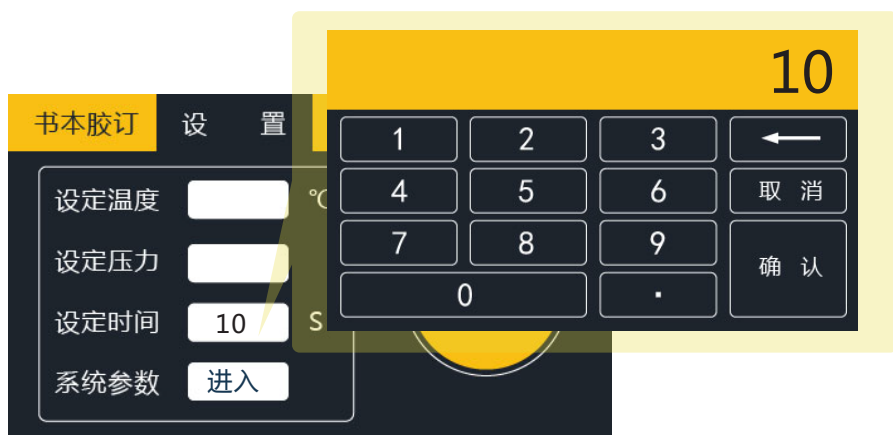 书本胶订 设 置
设定温度 ℃
设定压力
设定时间 10 S
系统参数 进入
10
1 2 3
4 5 6 取 消
7 8 9
确 认
0 .